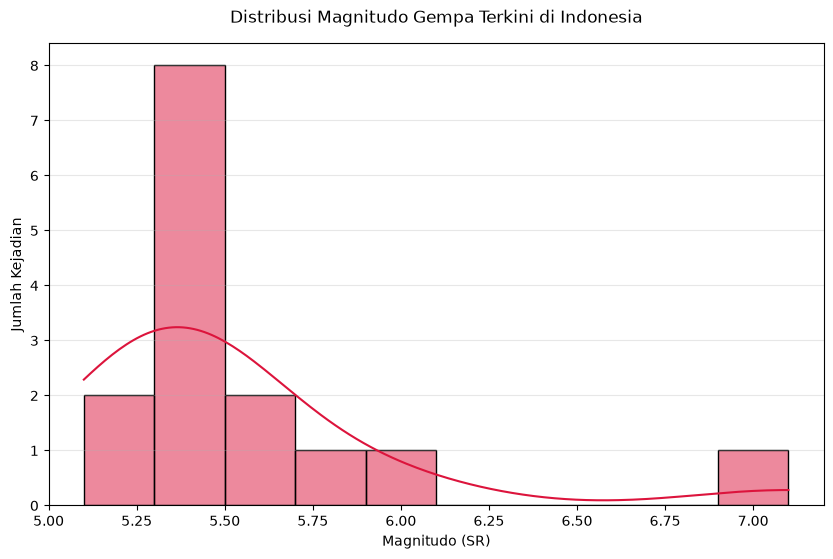 Distribusi Magnitudo Gempa Terkini di Indonesia
8
7
6
5
4
3
2
1
0
Jumlah Kejadian
5.00 5.25 5.50 5.75 6.00 6.25 6.50 6.75 7.00
Magnitudo (SR)